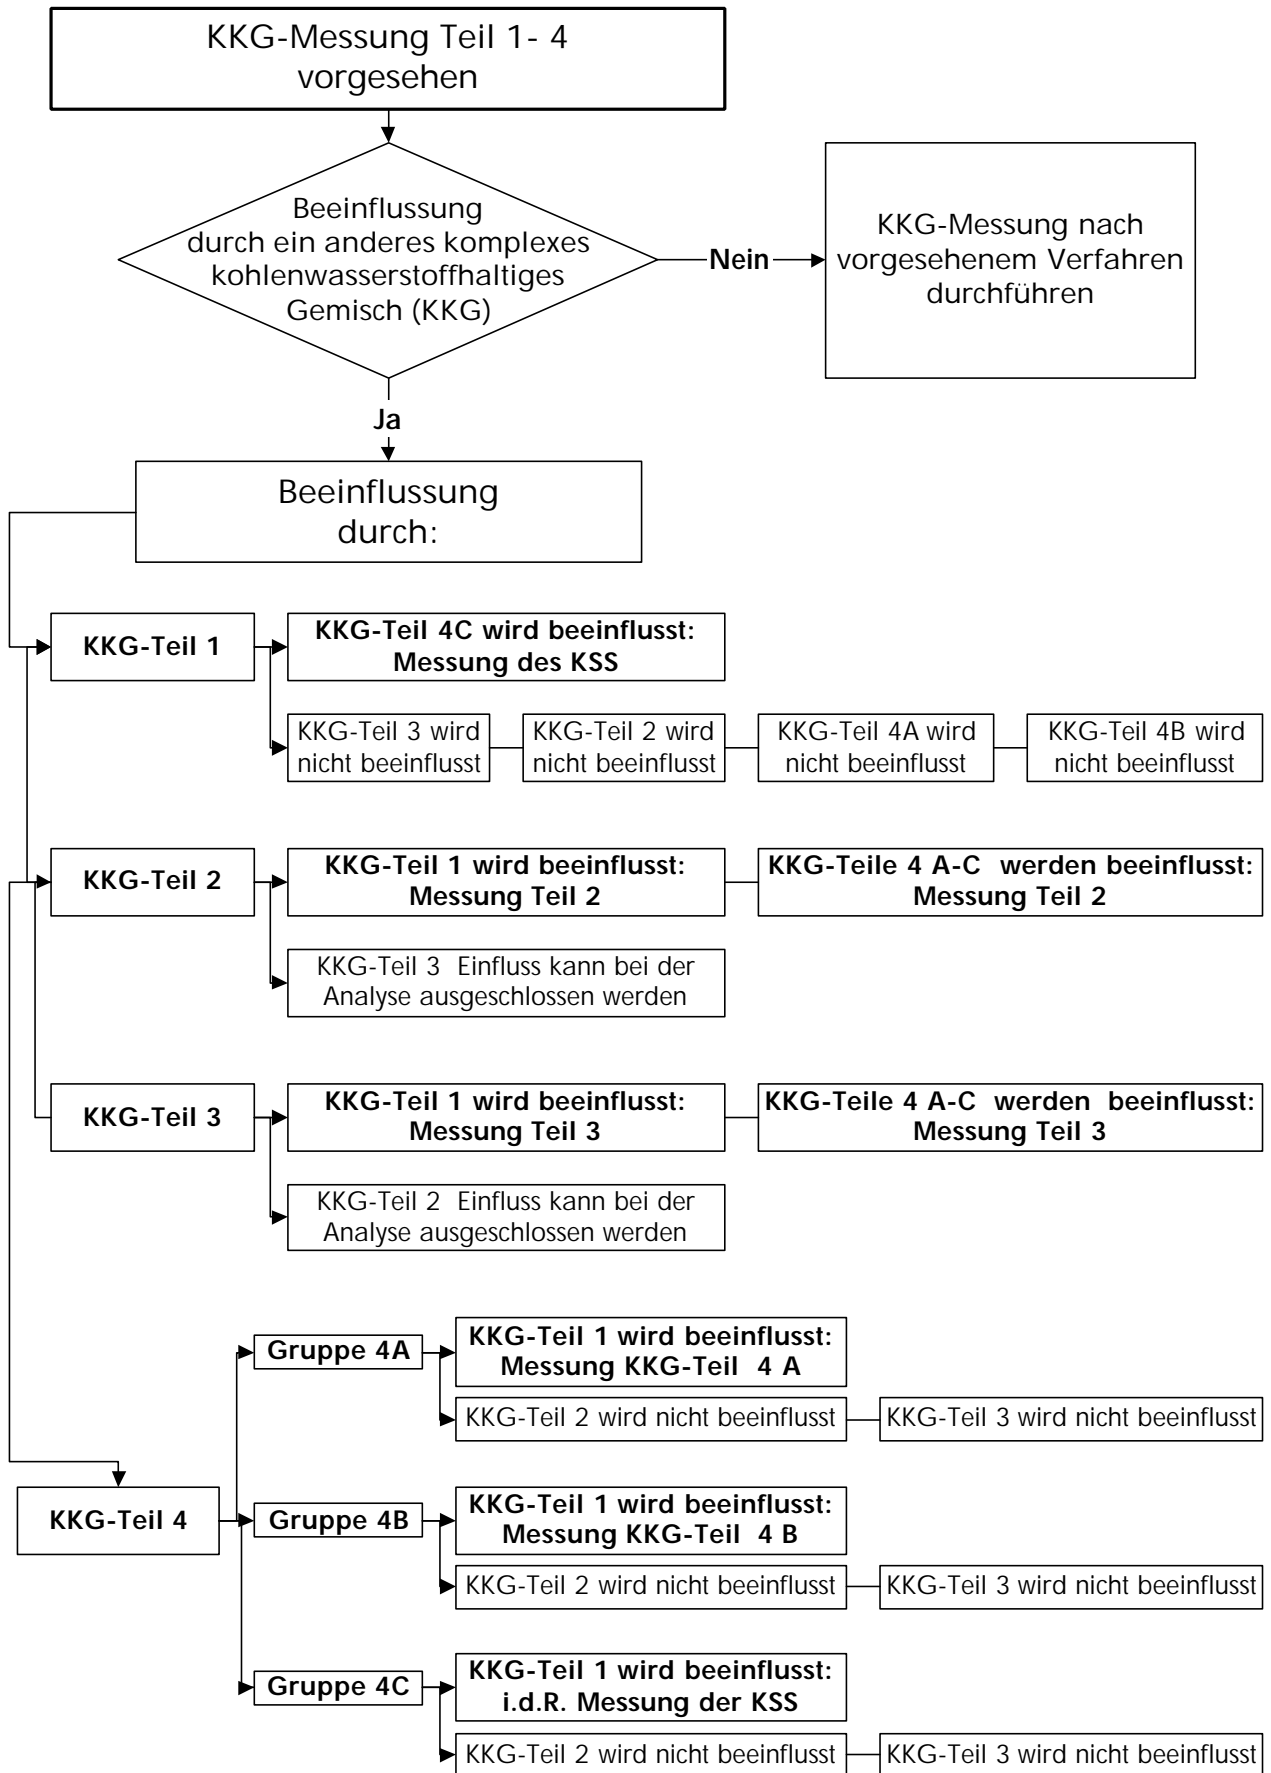 KKG-Messung Teil 1- 4
vorgesehen
Beeinflussung
durch ein anderes komplexes
kohlenwasserstoffhaltiges
Gemisch (KKG)
Nein
KKG-Messung nach
vorgesehenem Verfahren
durchführen
Ja
Beeinflussung
durch:
KKG-Teil 1
KKG-Teil 4C wird beeinflusst:
Messung des KSS
KKG-Teil 3 wird
nicht beeinflusst
KKG-Teil 2 wird
nicht beeinflusst
KKG-Teil 4A wird
nicht beeinflusst
KKG-Teil 4B wird
nicht beeinflusst
KKG-Teil 2
KKG-Teil 1 wird beeinflusst:
Messung Teil 2
KKG-Teile 4 A-C werden beeinflusst:
Messung Teil 2
KKG-Teil 3 Einfluss kann bei der
Analyse ausgeschlossen werden
KKG-Teil 3
KKG-Teil 1 wird beeinflusst:
Messung Teil 3
KKG-Teile 4 A-C werden beeinflusst:
Messung Teil 3
KKG-Teil 2 Einfluss kann bei der
Analyse ausgeschlossen werden
KKG-Teil 4
Gruppe 4A
KKG-Teil 1 wird beeinflusst:
Messung KKG-Teil 4 A
KKG-Teil 2 wird nicht beeinflusst
KKG-Teil 3 wird nicht beeinflusst
Gruppe 4B
KKG-Teil 1 wird beeinflusst:
Messung KKG-Teil 4 B
KKG-Teil 2 wird nicht beeinflusst
KKG-Teil 3 wird nicht beeinflusst
Gruppe 4C
KKG-Teil 1 wird beeinflusst:
i.d.R. Messung der KSS
KKG-Teil 2 wird nicht beeinflusst
KKG-Teil 3 wird nicht beeinflusst